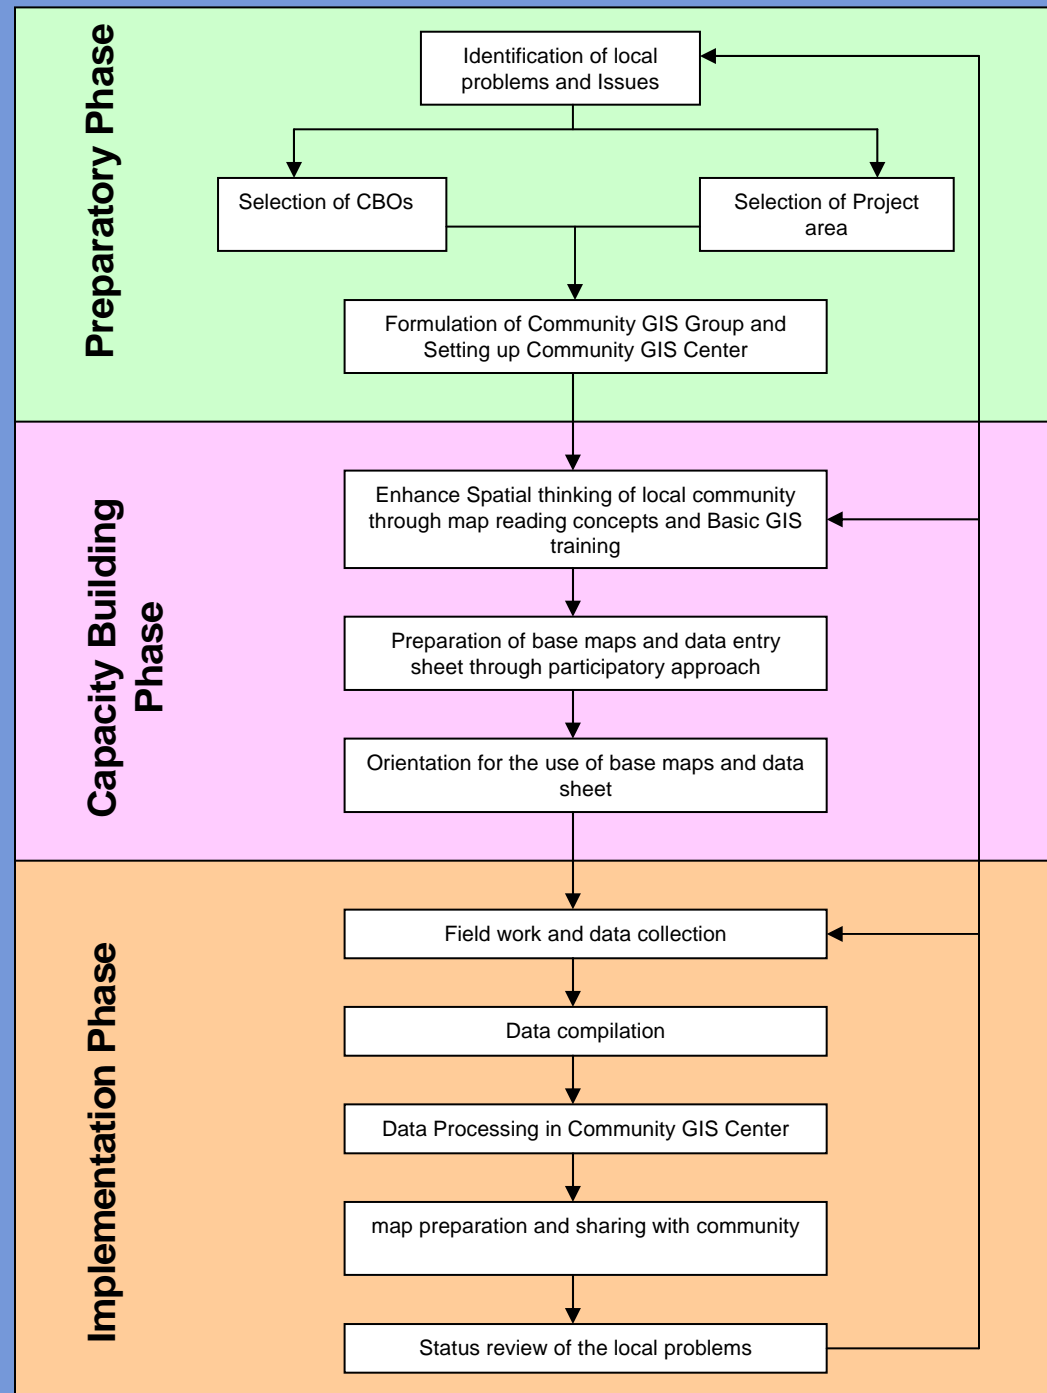 Preparatory Phase
Identification of local
problems and Issues
Selection of CBOs
Selection of Project
area
Formulation of Community GIS Group and
Setting up Community GIS Center
Capacity Building
Phase
Enhance Spatial thinking of local community
through map reading concepts and Basic GIS
training
Preparation of base maps and data entry
sheet through participatory approach
Orientation for the use of base maps and data
sheet
Implementation Phase
Field work and data collection
Data compilation
Data Processing in Community GIS Center
map preparation and sharing with community
Status review of the local problems